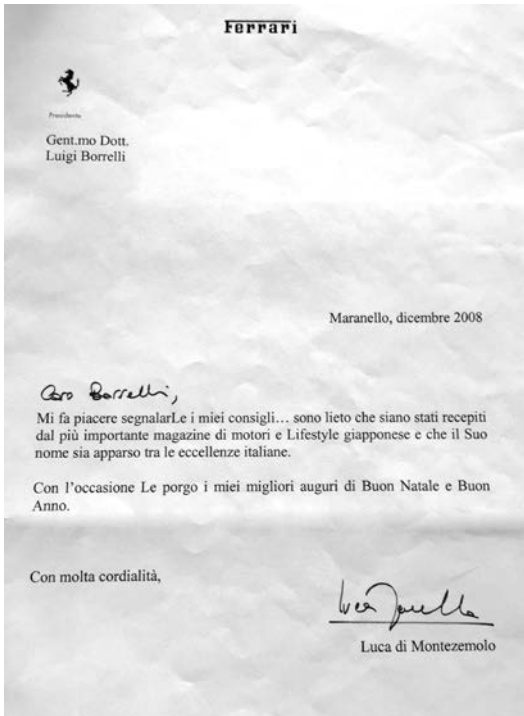 Ferrari
Presidente
Gent.mo Dott.
Luigi Borrelli
Maranello, dicembre 2008
Caro Borrelli,
Mi fa piacere segnalarLe i miei consigli... sono lieto che siano stati recepiti
dal più importante magazine di motori e Lifestyle giapponese e che il Suo
nome sia apparso tra le eccellenze italiane.
Con l'occasione Le porgo i miei migliori auguri di Buon Natale e Buon
Anno.
Con molta cordialità,
Luca di Montezemolo